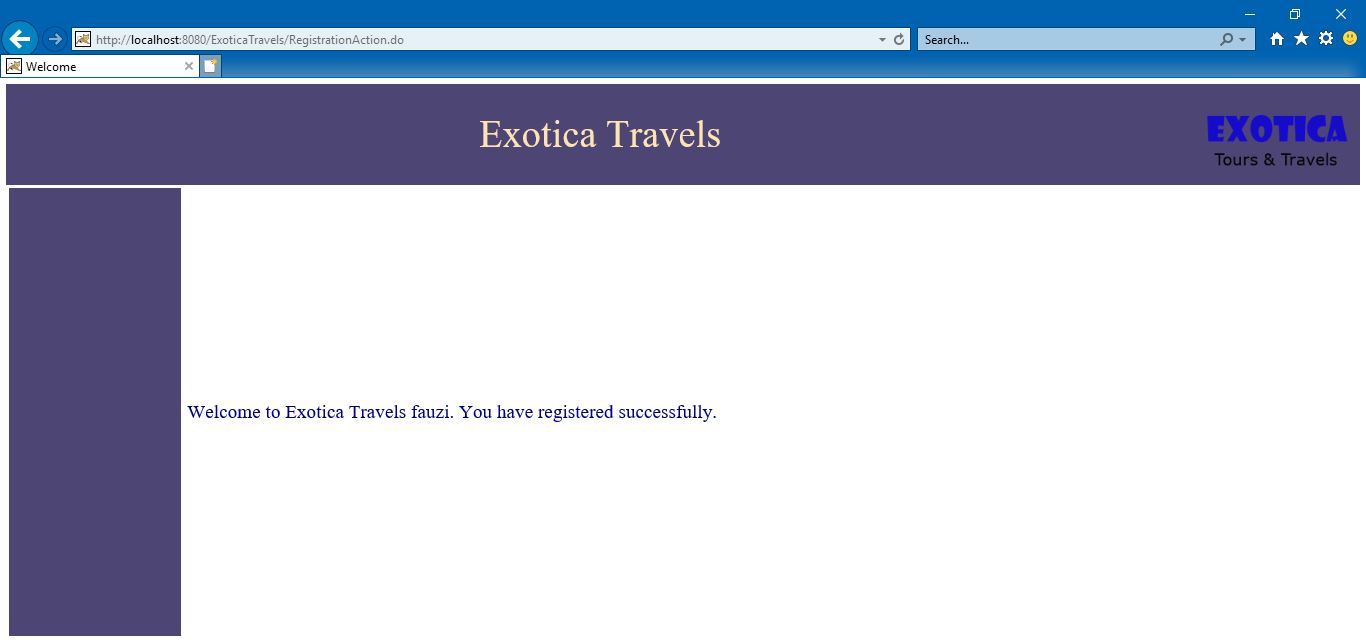 http://localhost:8080/ExoticaTravels/RegistrationAction.do
Search...
Welcome
Exotica Travels
EXOTICA
Tours & Travels
Welcome to Exotica Travels fauzi. You have registered successfully.